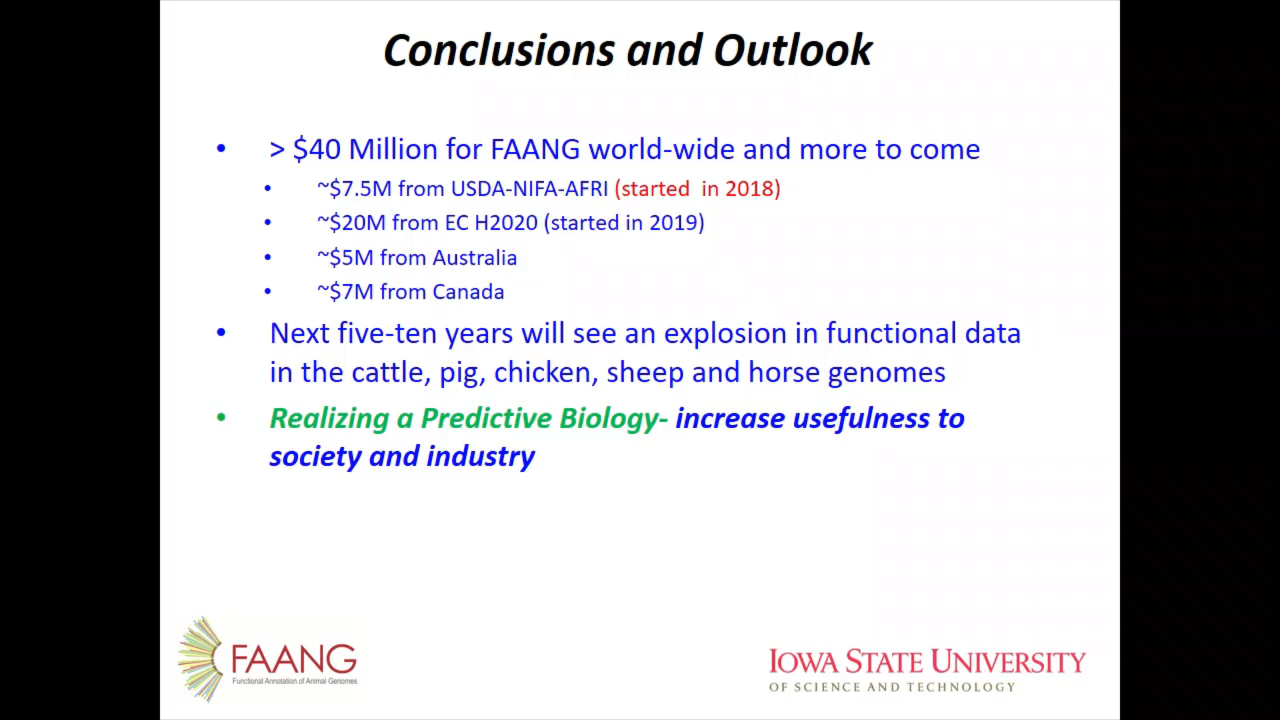 Conclusions and Outlook
• > $40 Million for FAANG world-wide and more to come
• ~$7.5M from USDA-NIFA-AFRI (started in 2018)
• ~$20M from EC H2020 (started in 2019)
• ~$5M from Australia
• ~$7M from Canada
• Next five-ten years will see an explosion in functional data
in the cattle, pig, chicken, sheep and horse genomes
• Realizing a Predictive Biology- increase usefulness to
society and industry
FAANG
Functional Annotation of Animal Genomes
IOWA STATE UNIVERSITY
OF SCIENCE AND TECHNOLOGY